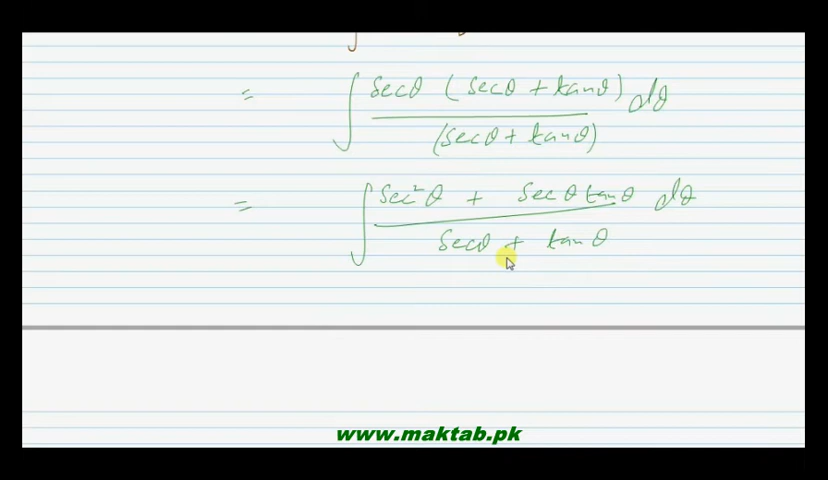 = ∫ secθ (secθ + tanθ) dθ
(secθ + tanθ)
= ∫ sec²θ + secθ tanθ dθ
secθ + tanθ
www.maktab.pk